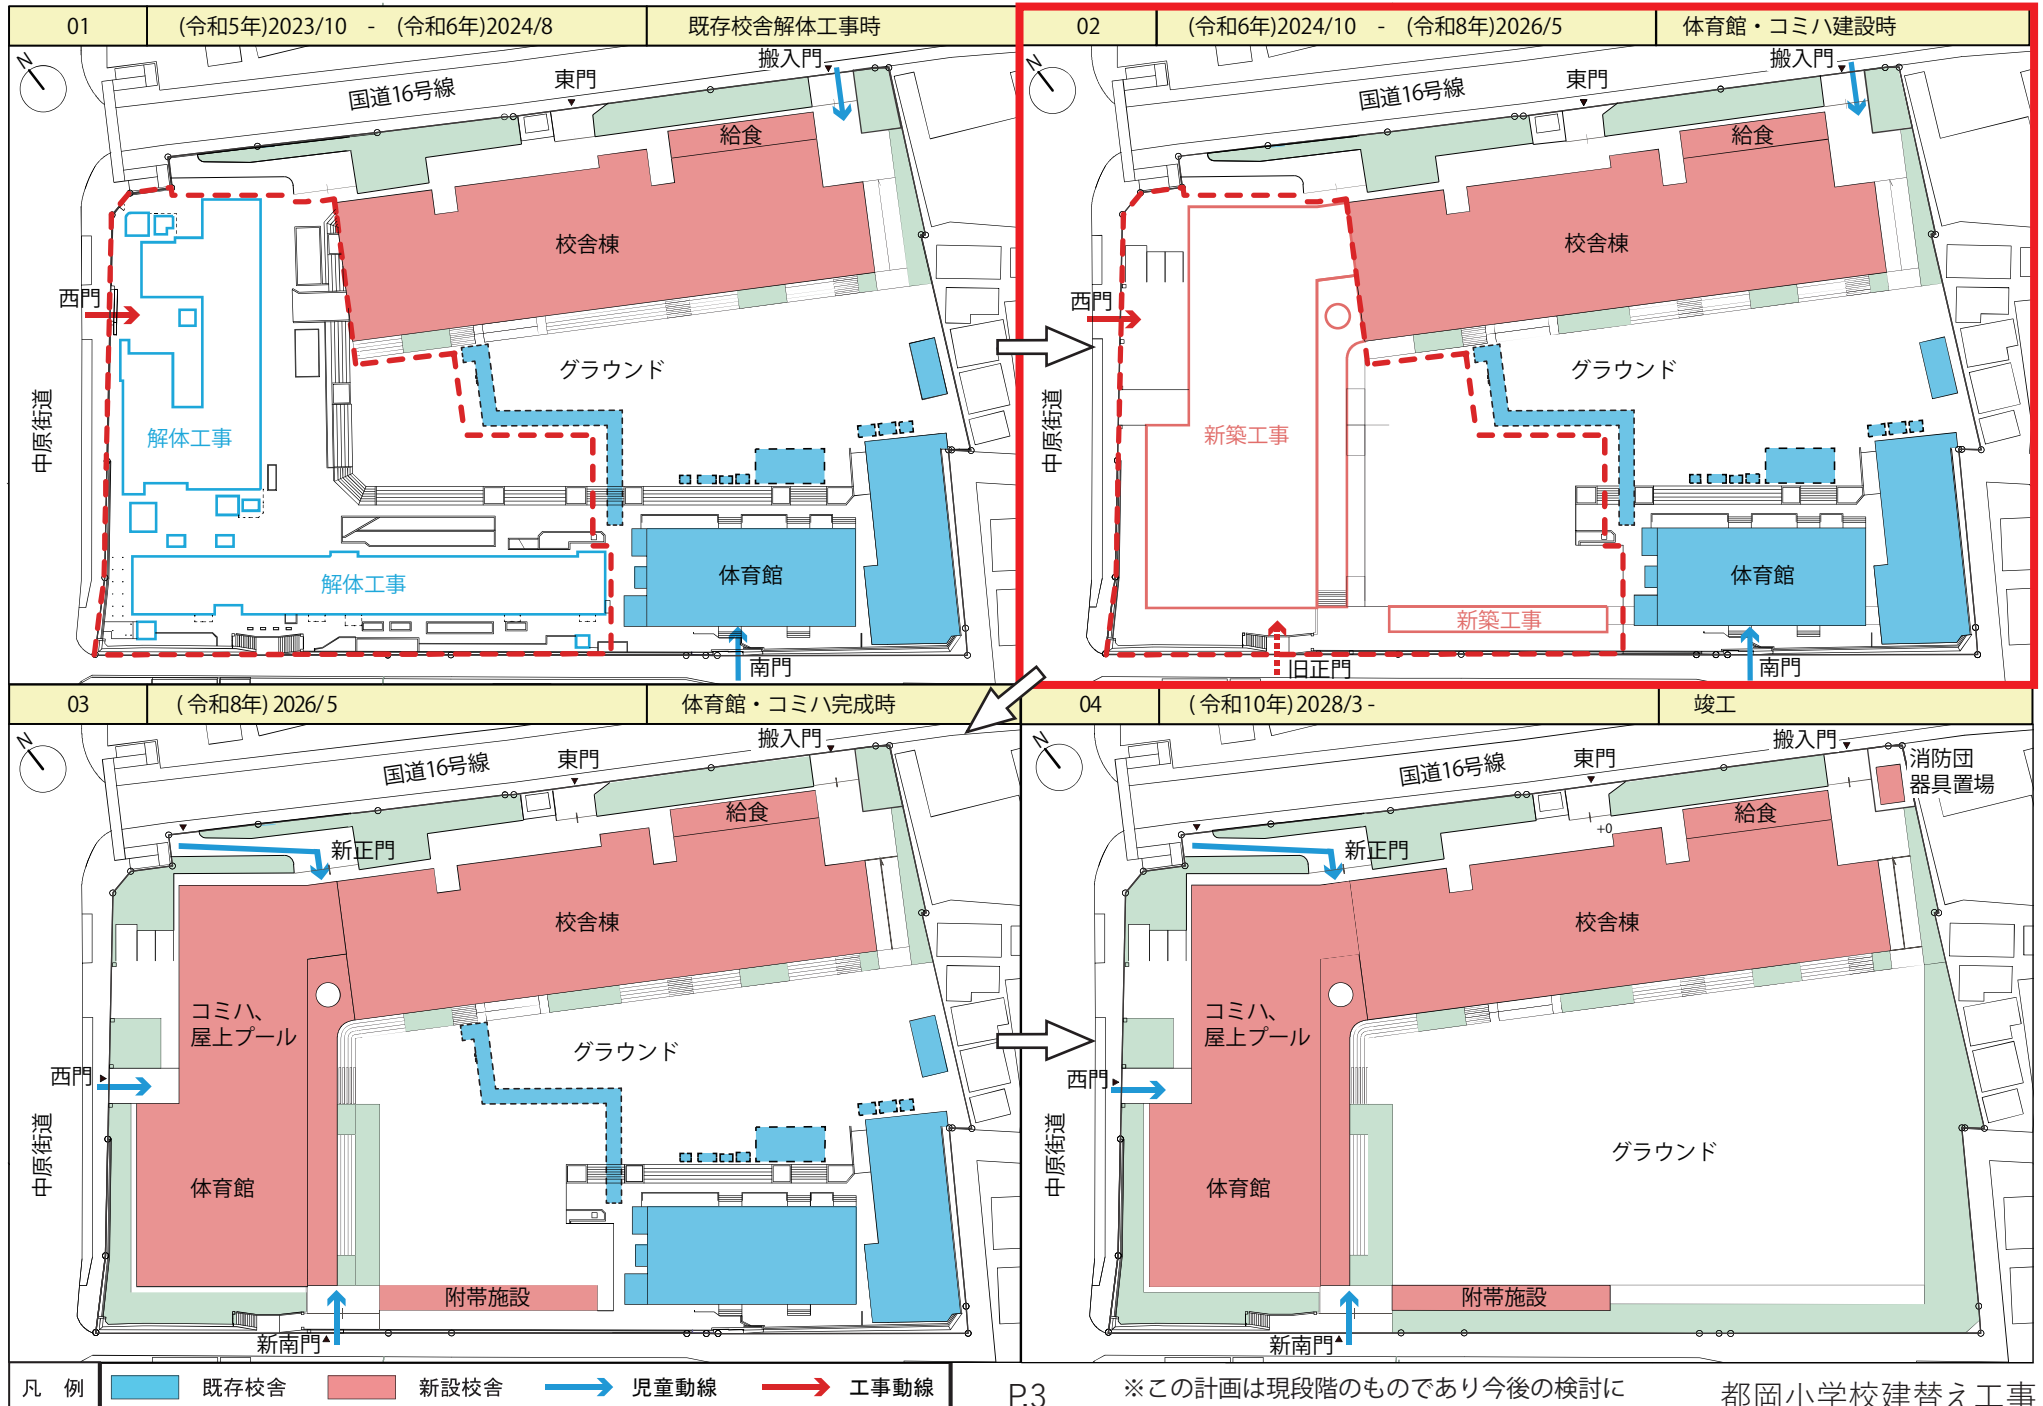 01 (令和5年)2023/10 - (令和6年)2024/8 既存校舎解体工事時
N
国道16号線
東門
搬入門
給食
校舎棟
西門
グラウンド
中原街道
解体工事
解体工事
体育館
南門
02 (令和6年)2024/10 - (令和8年)2026/5 体育館・コミハ建設時
N
国道16号線
東門
搬入門
給食
校舎棟
西門
グラウンド
中原街道
新築工事
新築工事
体育館
旧正門
南門
03 (令和8年)2026/5 体育館・コミハ完成時
N
国道16号線
東門
搬入門
給食
新正門
校舎棟
コミハ、
屋上プール
グラウンド
西門
中原街道
体育館
附帯施設
新南門
04 (令和10年)2028/3 - 竣工
N
国道16号線
東門
搬入門
消防団
器具置場
給食
+0
新正門
校舎棟
コミハ、
屋上プール
西門
グラウンド
中原街道
体育館
附帯施設
新南門
凡 例 既存校舎 新設校舎 児童動線 工事動線
P.3
※この計画は現段階のものであり今後の検討に
都岡小学校建替え工事